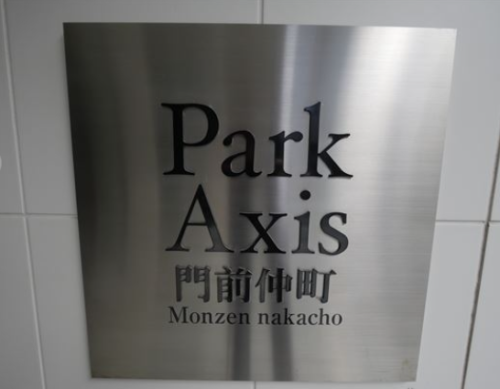 Park
Axis
門前仲町
Monzen nakacho